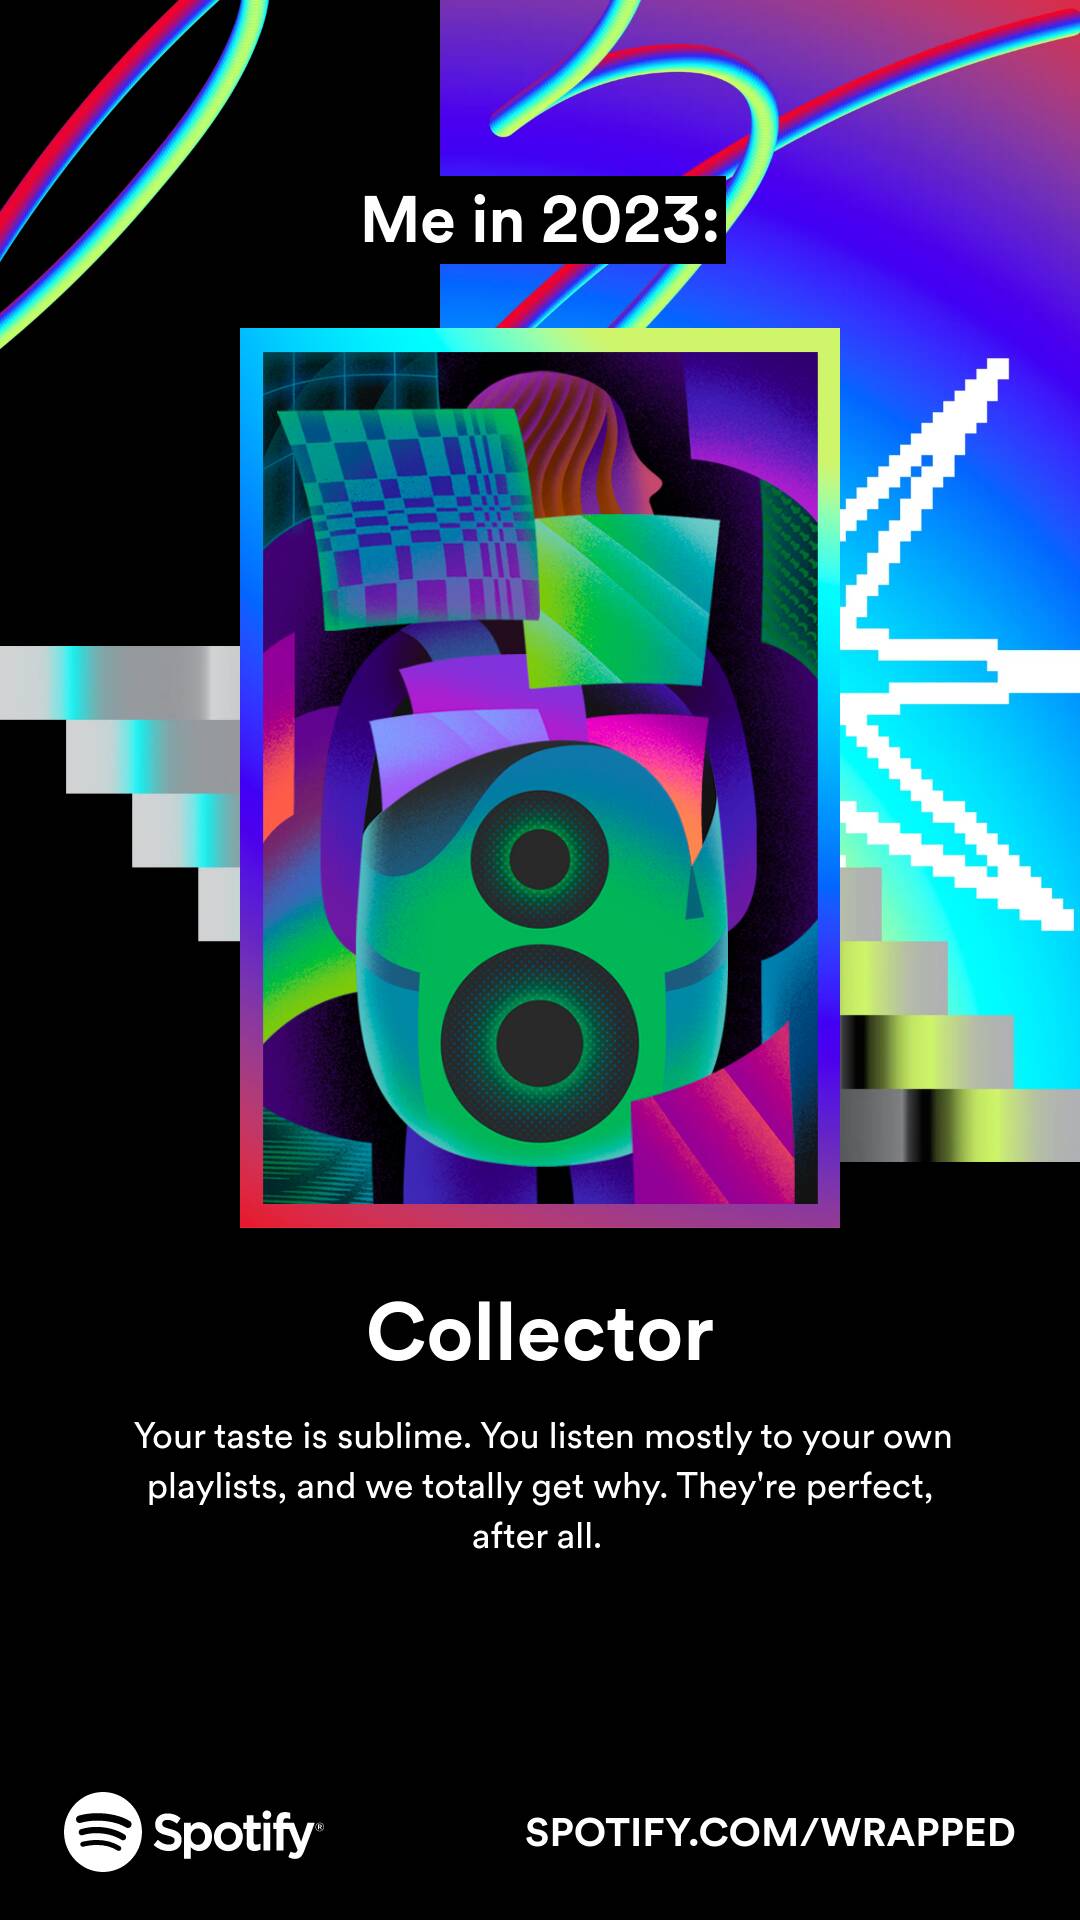 Me in 2023:
Collector
Your taste is sublime. You listen mostly to your own
playlists, and we totally get why. They're perfect,
after all.
Spotify®
SPOTIFY.COM/WRAPPED